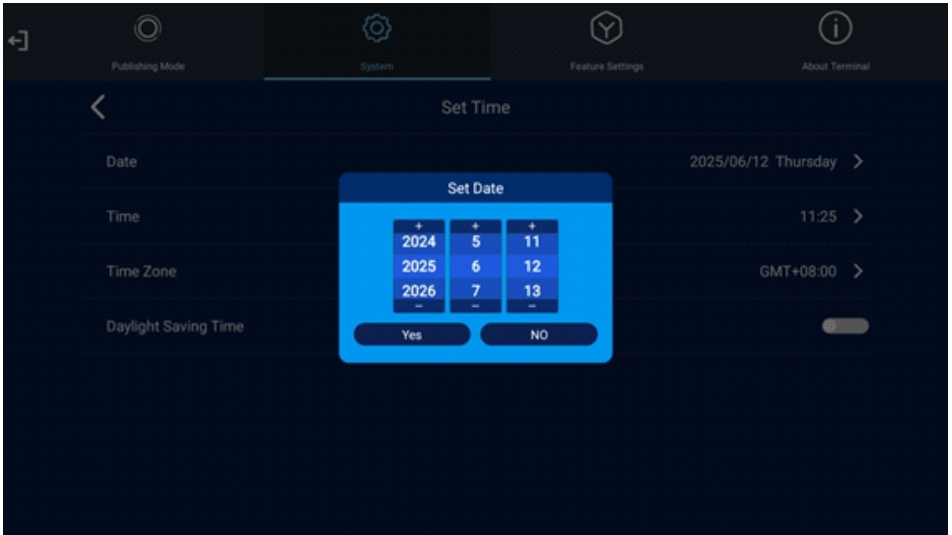 Publishing Mode
System
Feature Settings
About Terminal
Set Time
Date
2025/06/12 Thursday
Set Date
Time
11:25
+ + +
2024 5 11
2025 6 12
2026 7 13
− − −
Time Zone
GMT+08:00
Daylight Saving Time
Yes
NO